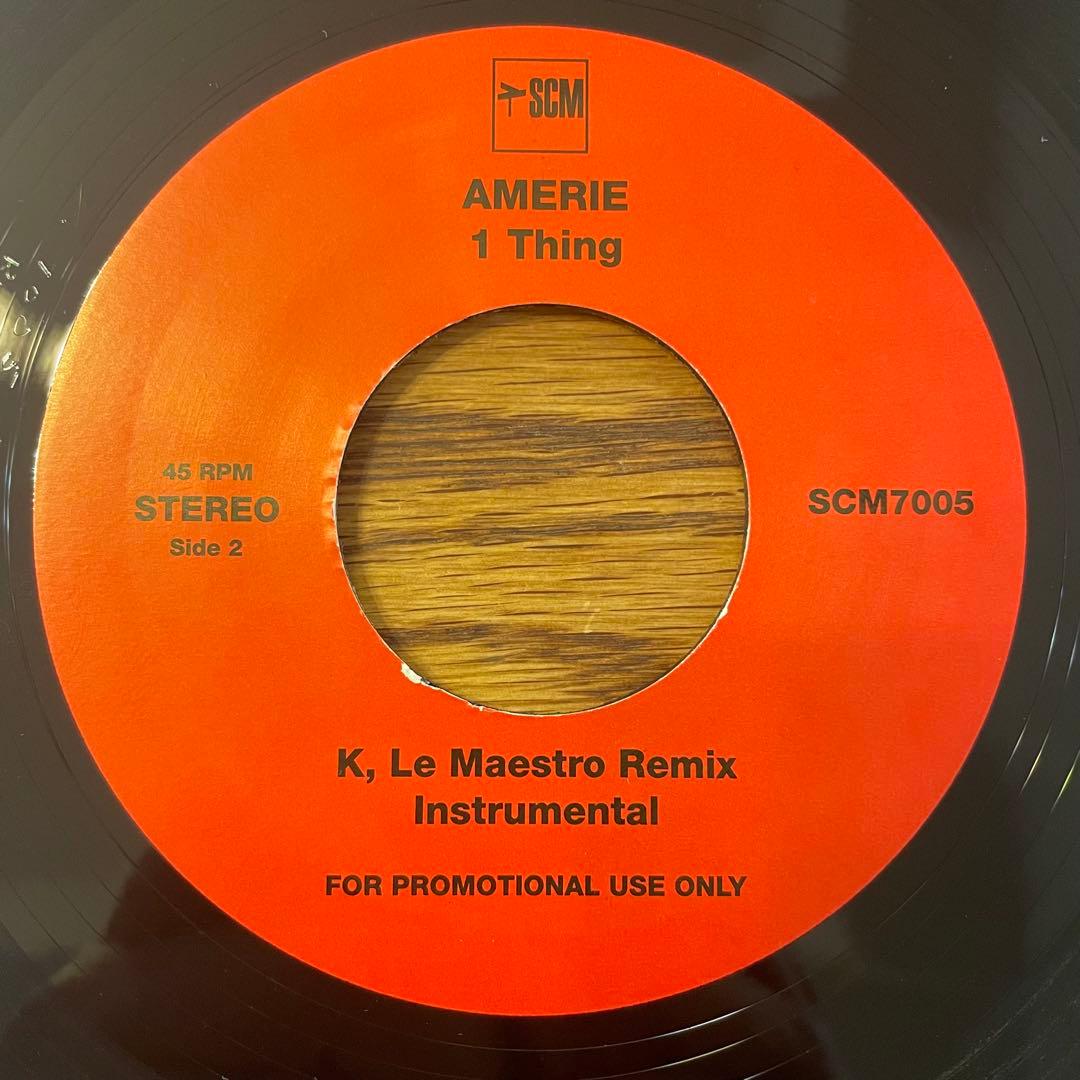 SCM
AMERIE
1 Thing
45 RPM
STEREO
Side 2
SCM7005
K, Le Maestro Remix
Instrumental
FOR PROMOTIONAL USE ONLY